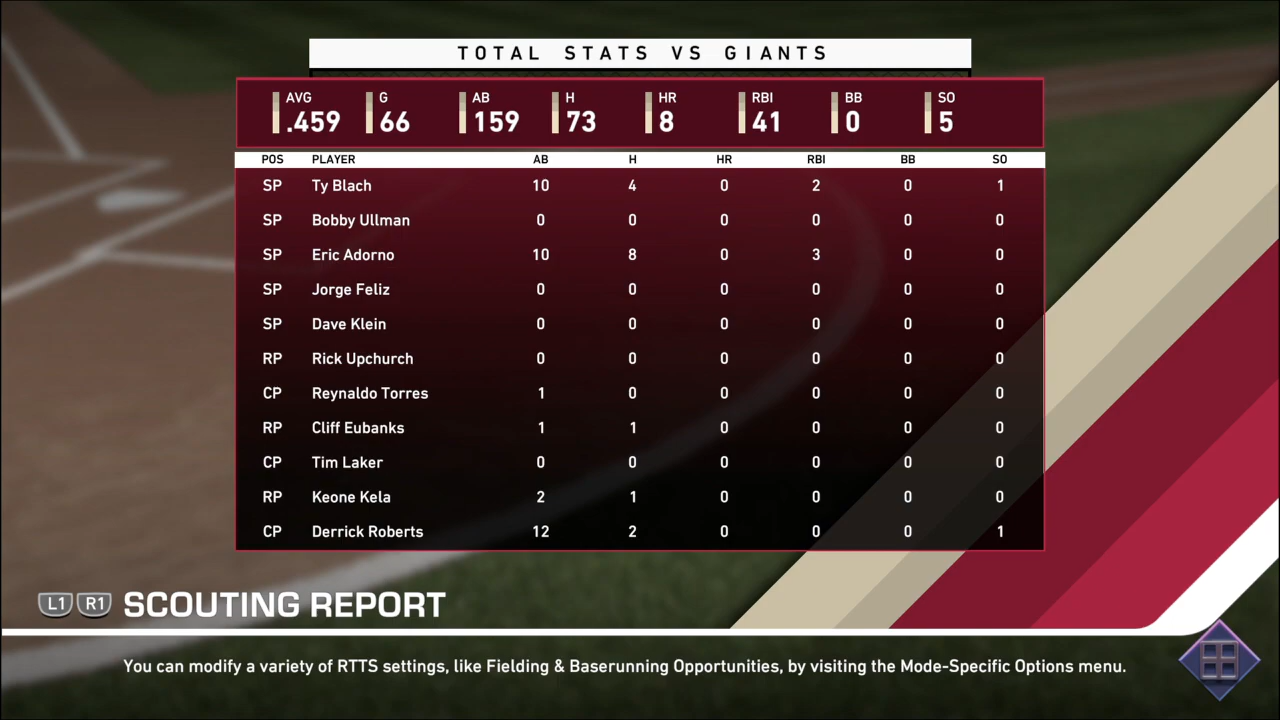 TOTAL STATS VS GIANTS
AVG G AB H HR RBI BB SO
.459 66 159 73 8 41 0 5
POS PLAYER AB H HR RBI BB SO
SP Ty Blach 10 4 0 2 0 1
SP Bobby Ullman 0 0 0 0 0 0
SP Eric Adorno 10 8 0 3 0 0
SP Jorge Feliz 0 0 0 0 0 0
SP Dave Klein 0 0 0 0 0 0
RP Rick Upchurch 0 0 0 0 0 0
CP Reynaldo Torres 1 0 0 0 0 0
RP Cliff Eubanks 1 1 0 0 0 0
CP Tim Laker 0 0 0 0 0 0
RP Keone Kela 2 1 0 0 0 0
CP Derrick Roberts 12 2 0 0 0 1
L1 R1 SCOUTING REPORT
You can modify a variety of RTTS settings, like Fielding & Baserunning Opportunities, by visiting the Mode-Specific Options menu.